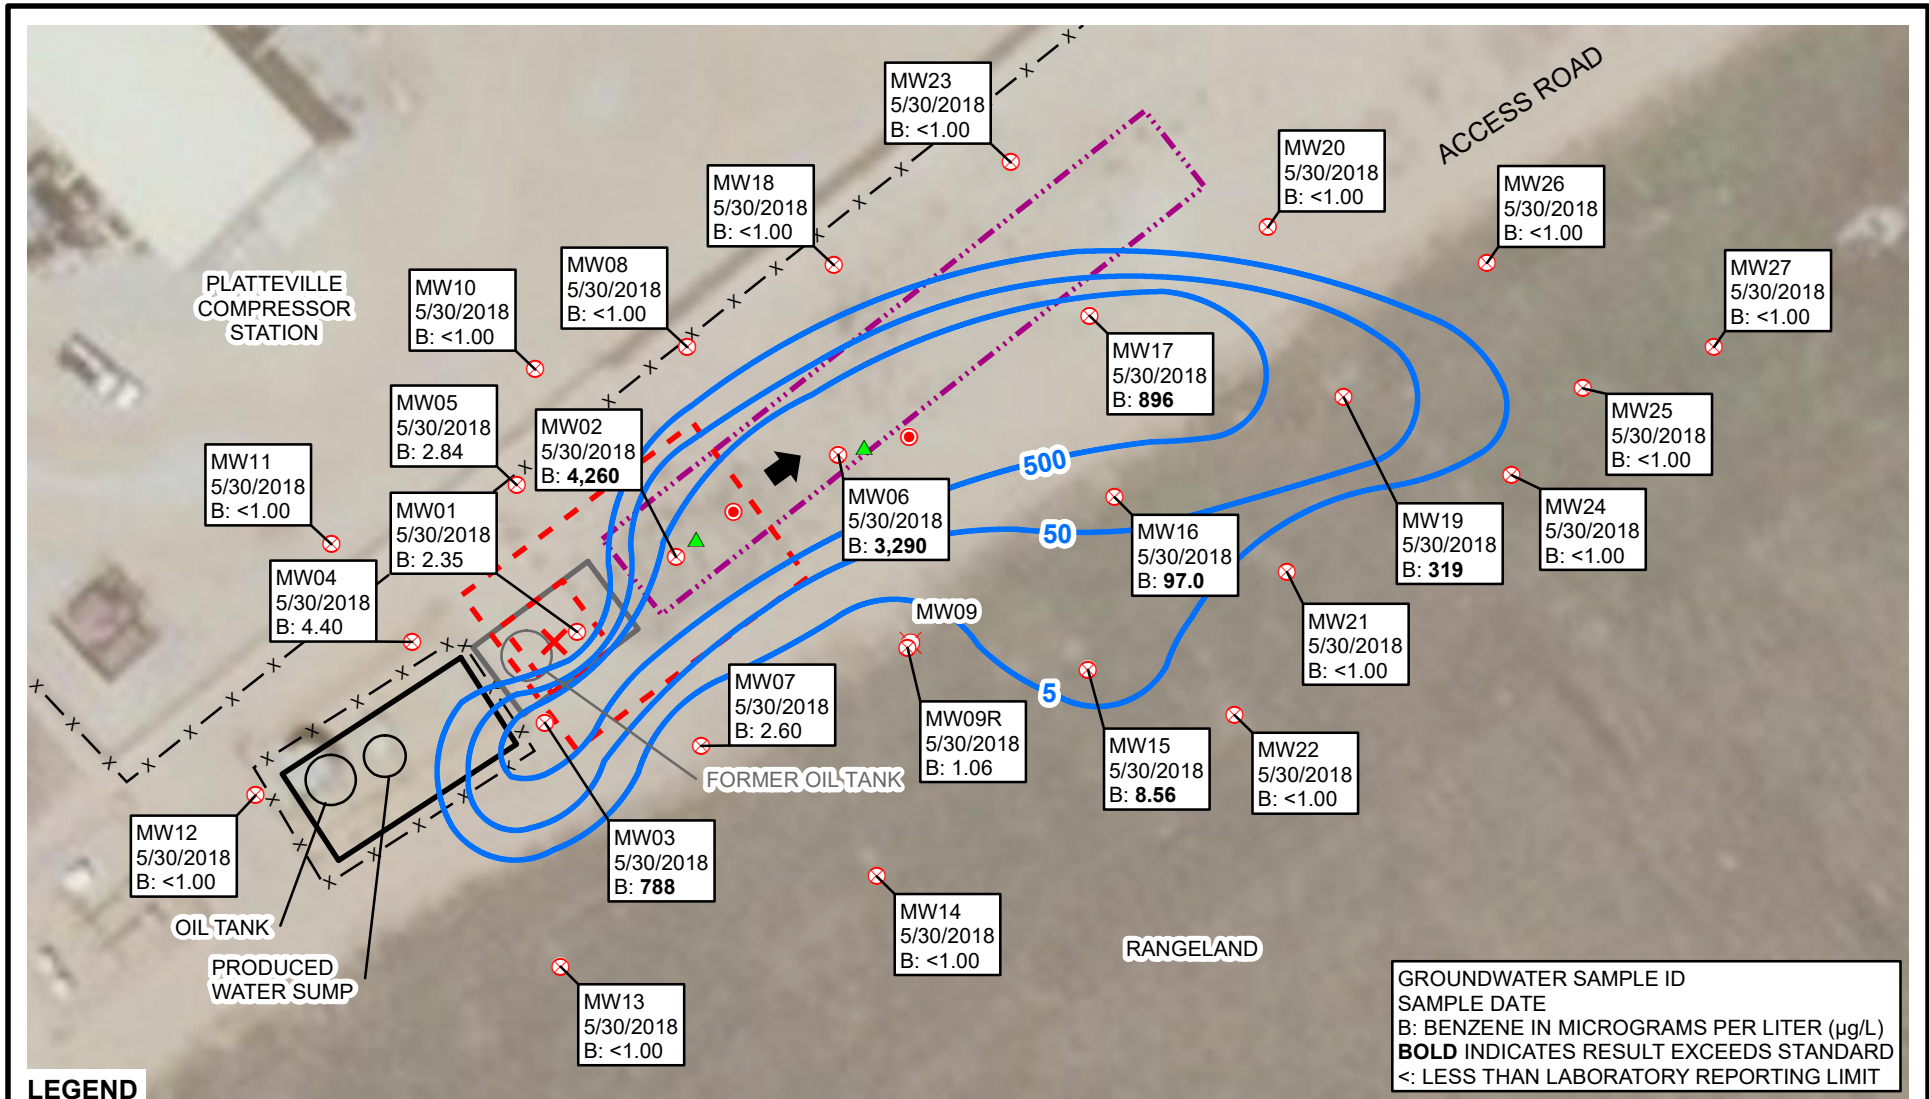 MW23
5/30/2018
B: <1.00
ACCESS ROAD
MW20
5/30/2018
B: <1.00
MW18
5/30/2018
B: <1.00
MW26
5/30/2018
B: <1.00
MW08
5/30/2018
B: <1.00
MW27
5/30/2018
B: <1.00
PLATTEVILLE
COMPRESSOR
STATION
MW10
5/30/2018
B: <1.00
MW17
5/30/2018
B: 896
MW05
5/30/2018
B: 2.84
MW02
5/30/2018
B: 4,260
MW25
5/30/2018
B: <1.00
MW11
5/30/2018
B: <1.00
500
MW01
5/30/2018
B: 2.35
MW06
5/30/2018
B: 3,290
50
MW16
5/30/2018
B: 97.0
MW19
5/30/2018
B: 319
MW24
5/30/2018
B: <1.00
MW04
5/30/2018
B: 4.40
MW09
MW21
5/30/2018
B: <1.00
MW07
5/30/2018
B: 2.60
5
MW09R
5/30/2018
B: 1.06
MW15
5/30/2018
B: 8.56
MW22
5/30/2018
B: <1.00
FORMER OIL TANK
MW12
5/30/2018
B: <1.00
MW03
5/30/2018
B: 788
OIL TANK
MW14
5/30/2018
B: <1.00
RANGELAND
PRODUCED
WATER SUMP
MW13
5/30/2018
B: <1.00
GROUNDWATER SAMPLE ID
SAMPLE DATE
B: BENZENE IN MICROGRAMS PER LITER (µg/L)
BOLD INDICATES RESULT EXCEEDS STANDARD
<: LESS THAN LABORATORY REPORTING LIMIT
LEGEND